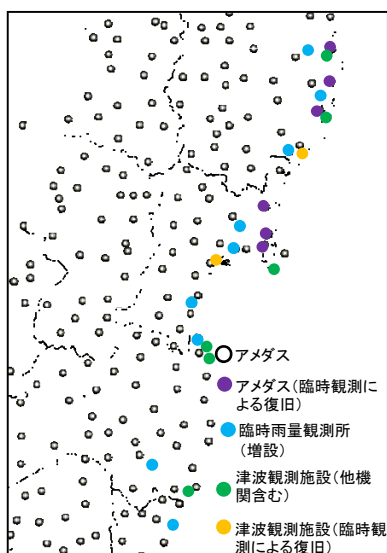 アメダス
アメダス(臨時観測に
よる復旧)
臨時雨量観測所
(増設)
津波観測施設(他機
関含む)
津波観測施設(臨時観
測による復旧)